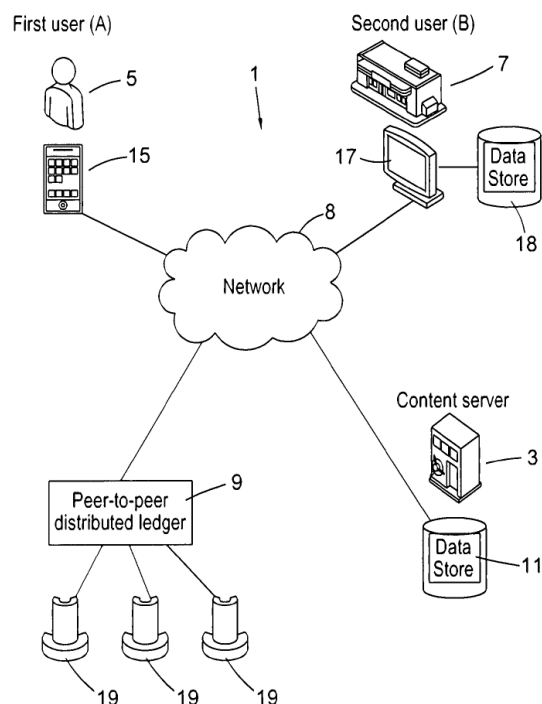 First user (A)
Second user (B)
5
1
7
15
17
Data
Store
18
8
Network
Content server
3
9
Peer-to-peer
distributed ledger
Data
Store
11
19
19
19